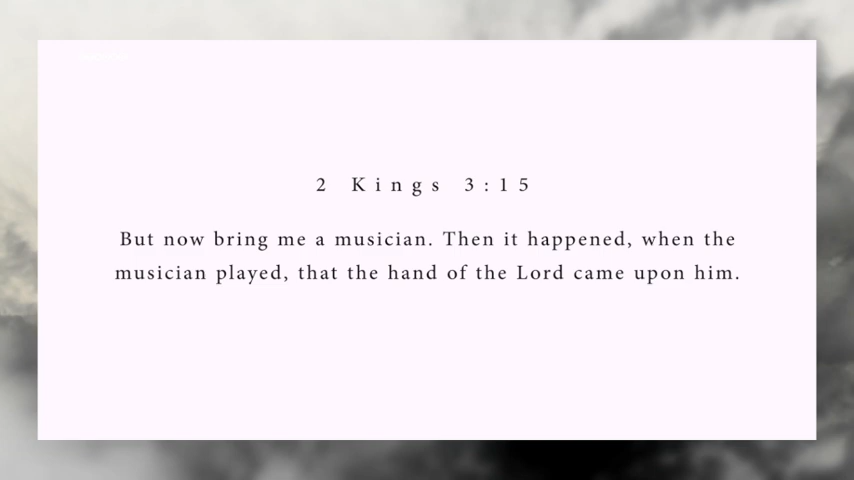 2 Kings 3:15
But now bring me a musician. Then it happened, when the
musician played, that the hand of the Lord came upon him.